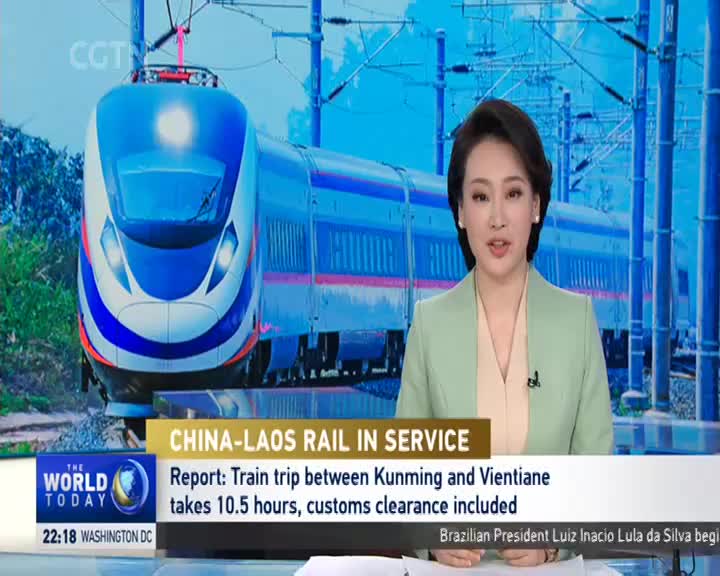 CGTN
CHINA-LAOS RAIL IN SERVICE
Report: Train trip between Kunming and Vientiane
takes 10.5 hours, customs clearance included
THE
WORLD
TODAY
22:18 WASHINGTON DC
Brazilian President Luiz Inacio Lula da Silva begi